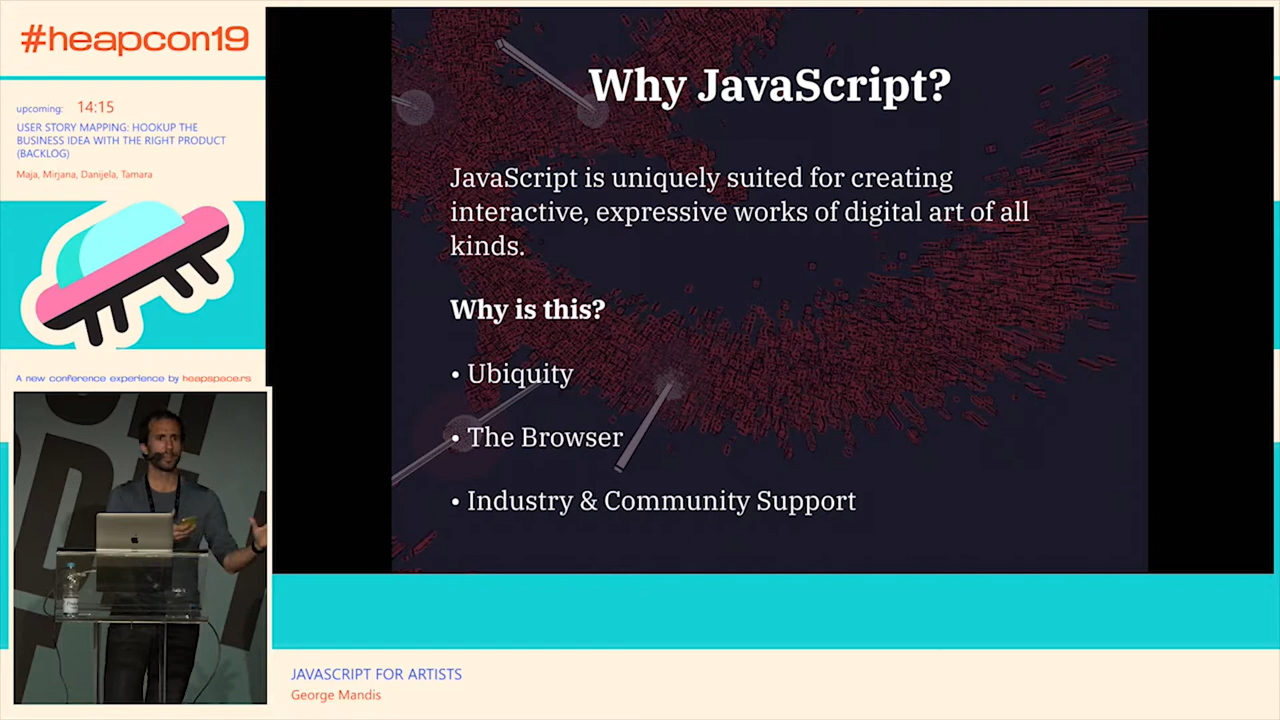 #heapcon19
upcoming: 14:15
USER STORY MAPPING: HOOKUP THE
BUSINESS IDEA WITH THE RIGHT PRODUCT
(BACKLOG)
Maja, Mirjana, Danijela, Tamara
A new conference experience by heapspace.rs
Why JavaScript?
JavaScript is uniquely suited for creating
interactive, expressive works of digital art of all
kinds.
Why is this?
• Ubiquity
• The Browser
• Industry & Community Support
JAVASCRIPT FOR ARTISTS
George Mandis